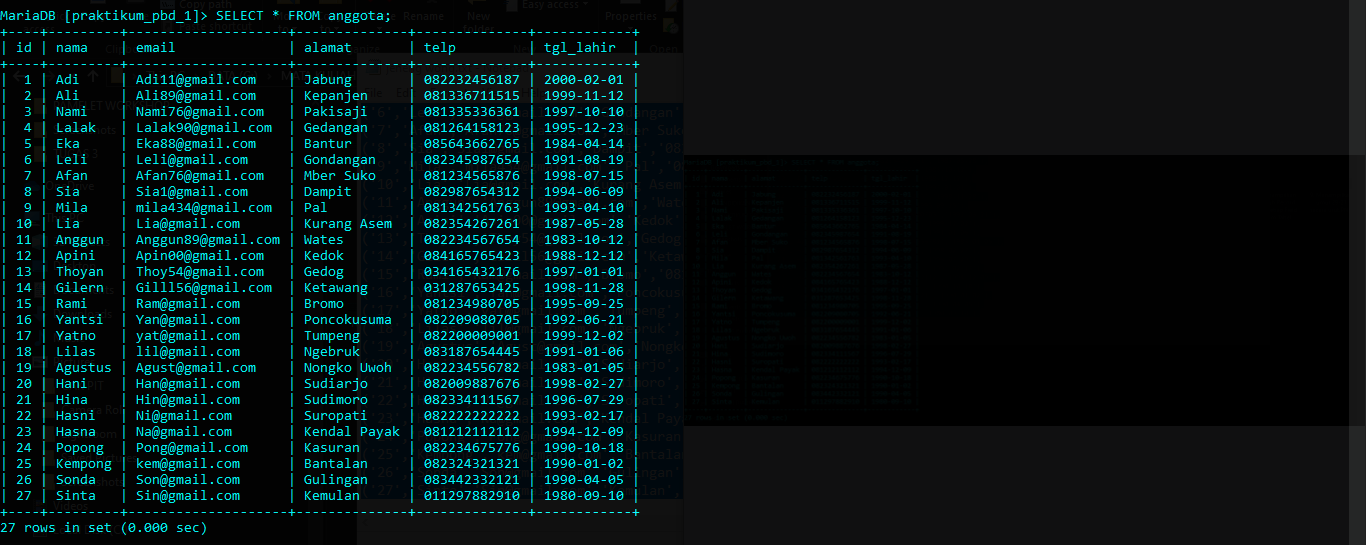 MariaDB [praktikum_pbd_1]> SELECT * FROM anggota;
+----+---------+--------------------+--------------+--------------+------------+
| id | nama    | email              | alamat       | telp         | tgl_lahir  |
+----+---------+--------------------+--------------+--------------+------------+
|  1 | Adi     | Adi11@gmail.com    | Jabung       | 082232456187 | 2000-02-01 |
|  2 | Ali     | Ali89@gmail.com    | Kepanjen     | 081336711515 | 1999-11-12 |
|  3 | Nami    | Nami76@gmail.com   | Pakisaji     | 081335336361 | 1997-10-10 |
|  4 | Lalak   | Lalak90@gmail.com  | Gedangan     | 081264158123 | 1995-12-23 |
|  5 | Eka     | Eka88@gmail.com    | Bantur       | 085643662765 | 1984-04-14 |
|  6 | Leli    | Leli@gmail.com     | Gondangan    | 082345987654 | 1991-08-19 |
|  7 | Afan    | Afan76@gmail.com   | Mber Suko    | 081234565876 | 1998-07-15 |
|  8 | Sia     | Sia1@gmail.com     | Dampit       | 082987654312 | 1994-06-09 |
|  9 | Mila    | mila434@gmail.com  | Pal          | 081342561763 | 1993-04-10 |
| 10 | Lia     | Lia@gmail.com      | Kurang Asem  | 082354267261 | 1987-05-28 |
| 11 | Anggun  | Anggun89@gmail.com | Wates        | 082234567654 | 1983-10-12 |
| 12 | Apini   | Apin00@gmail.com   | Kedok        | 084165765423 | 1988-12-12 |
| 13 | Thoyan  | Thoy54@gmail.com   | Gedog        | 034165432176 | 1997-01-01 |
| 14 | Gilern  | Gilll56@gmail.com  | Ketawang     | 031287653425 | 1998-11-28 |
| 15 | Rami    | Ram@gmail.com      | Bromo        | 081234980705 | 1995-09-25 |
| 16 | Yantsi  | Yan@gmail.com      | Poncokusuma  | 082209080705 | 1992-06-21 |
| 17 | Yatno   | yat@gmail.com      | Tumpeng      | 082200009001 | 1999-12-02 |
| 18 | Lilas   | lil@gmail.com      | Ngebruk      | 083187654445 | 1991-01-06 |
| 19 | Agustus | Agust@gmail.com    | Nongko Uwoh  | 082234556782 | 1983-01-05 |
| 20 | Hani    | Han@gmail.com      | Sudiarjo     | 082009887676 | 1998-02-27 |
| 21 | Hina    | Hin@gmail.com      | Sudimoro     | 082334111567 | 1996-07-29 |
| 22 | Hasni   | Ni@gmail.com       | Suropati     | 082222222222 | 1993-02-17 |
| 23 | Hasna   | Na@gmail.com       | Kendal Payak | 081212112112 | 1994-12-09 |
| 24 | Popong  | Pong@gmail.com     | Kasuran      | 082234675776 | 1990-10-18 |
| 25 | Kempong | kem@gmail.com      | Bantalan     | 082324321321 | 1990-01-02 |
| 26 | Sonda   | Son@gmail.com      | Gulingan     | 083442332121 | 1990-04-05 |
| 27 | Sinta   | Sin@gmail.com      | Kemulan      | 011297882910 | 1980-09-10 |
+----+---------+--------------------+--------------+--------------+------------+
27 rows in set (0.000 sec)